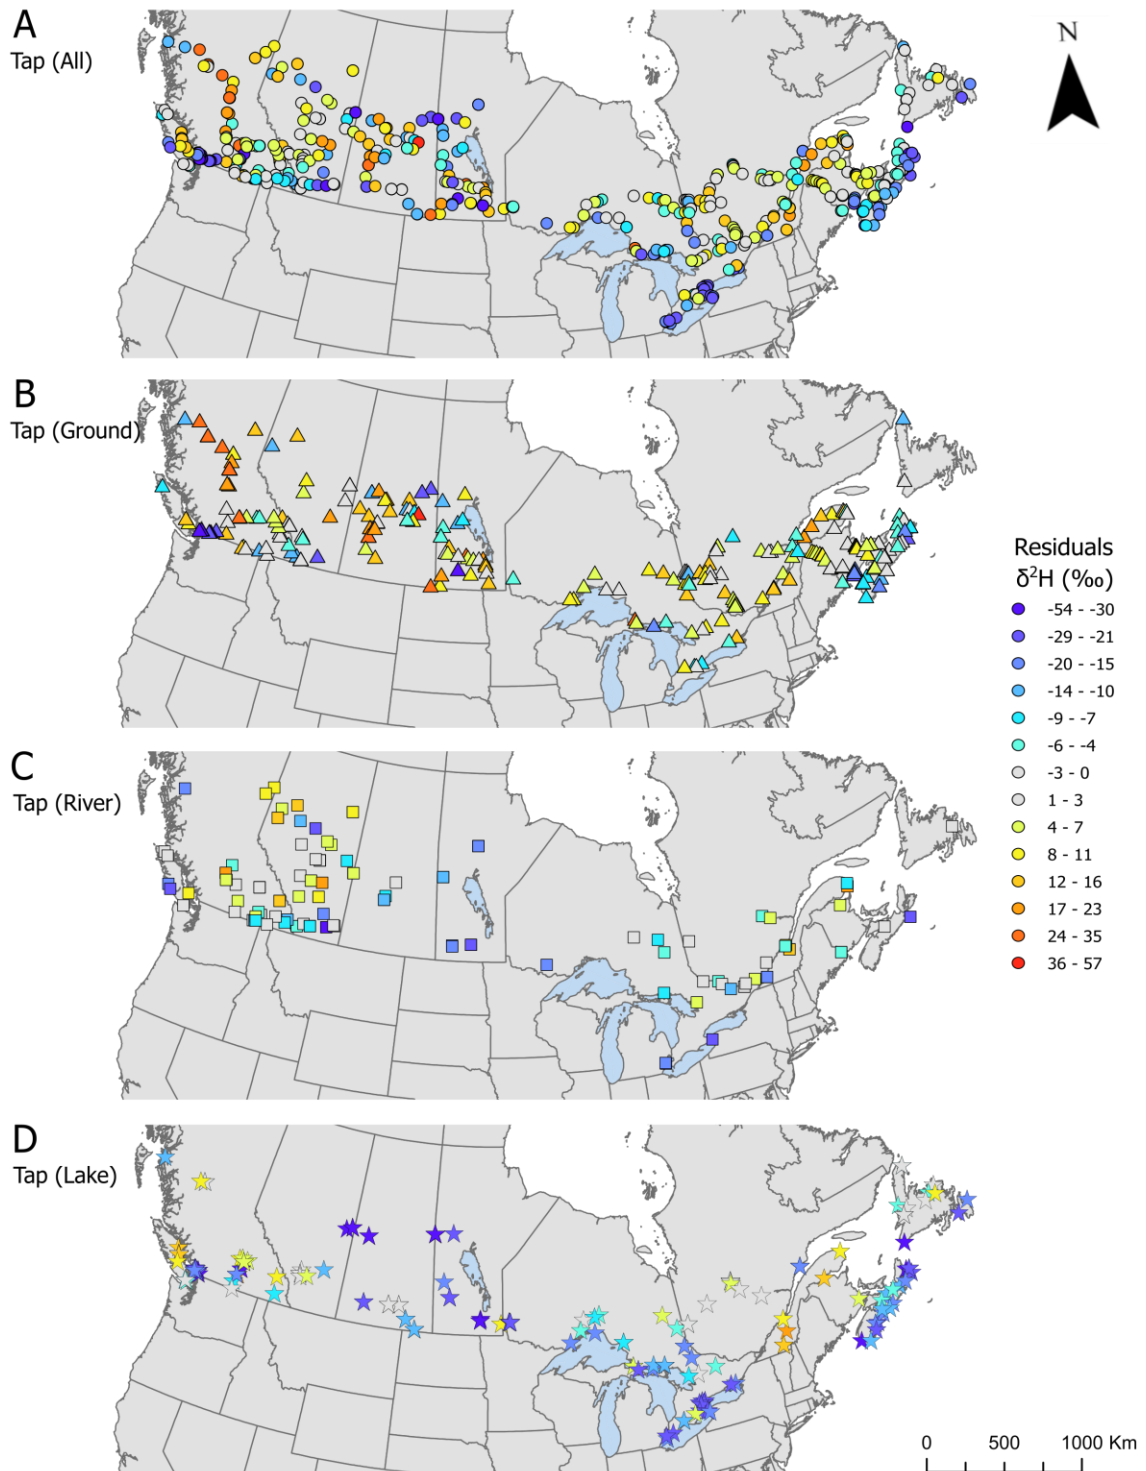 A
Tap (All)
N
B
Tap (Ground)
Residuals
δ²H (‰)
-54 - -30
-29 - -21
-20 - -15
-14 - -10
-9 - -7
-6 - -4
-3 - 0
1 - 3
4 - 7
8 - 11
12 - 16
17 - 23
24 - 35
36 - 57
C
Tap (River)
D
Tap (Lake)
0 500 1000 Km